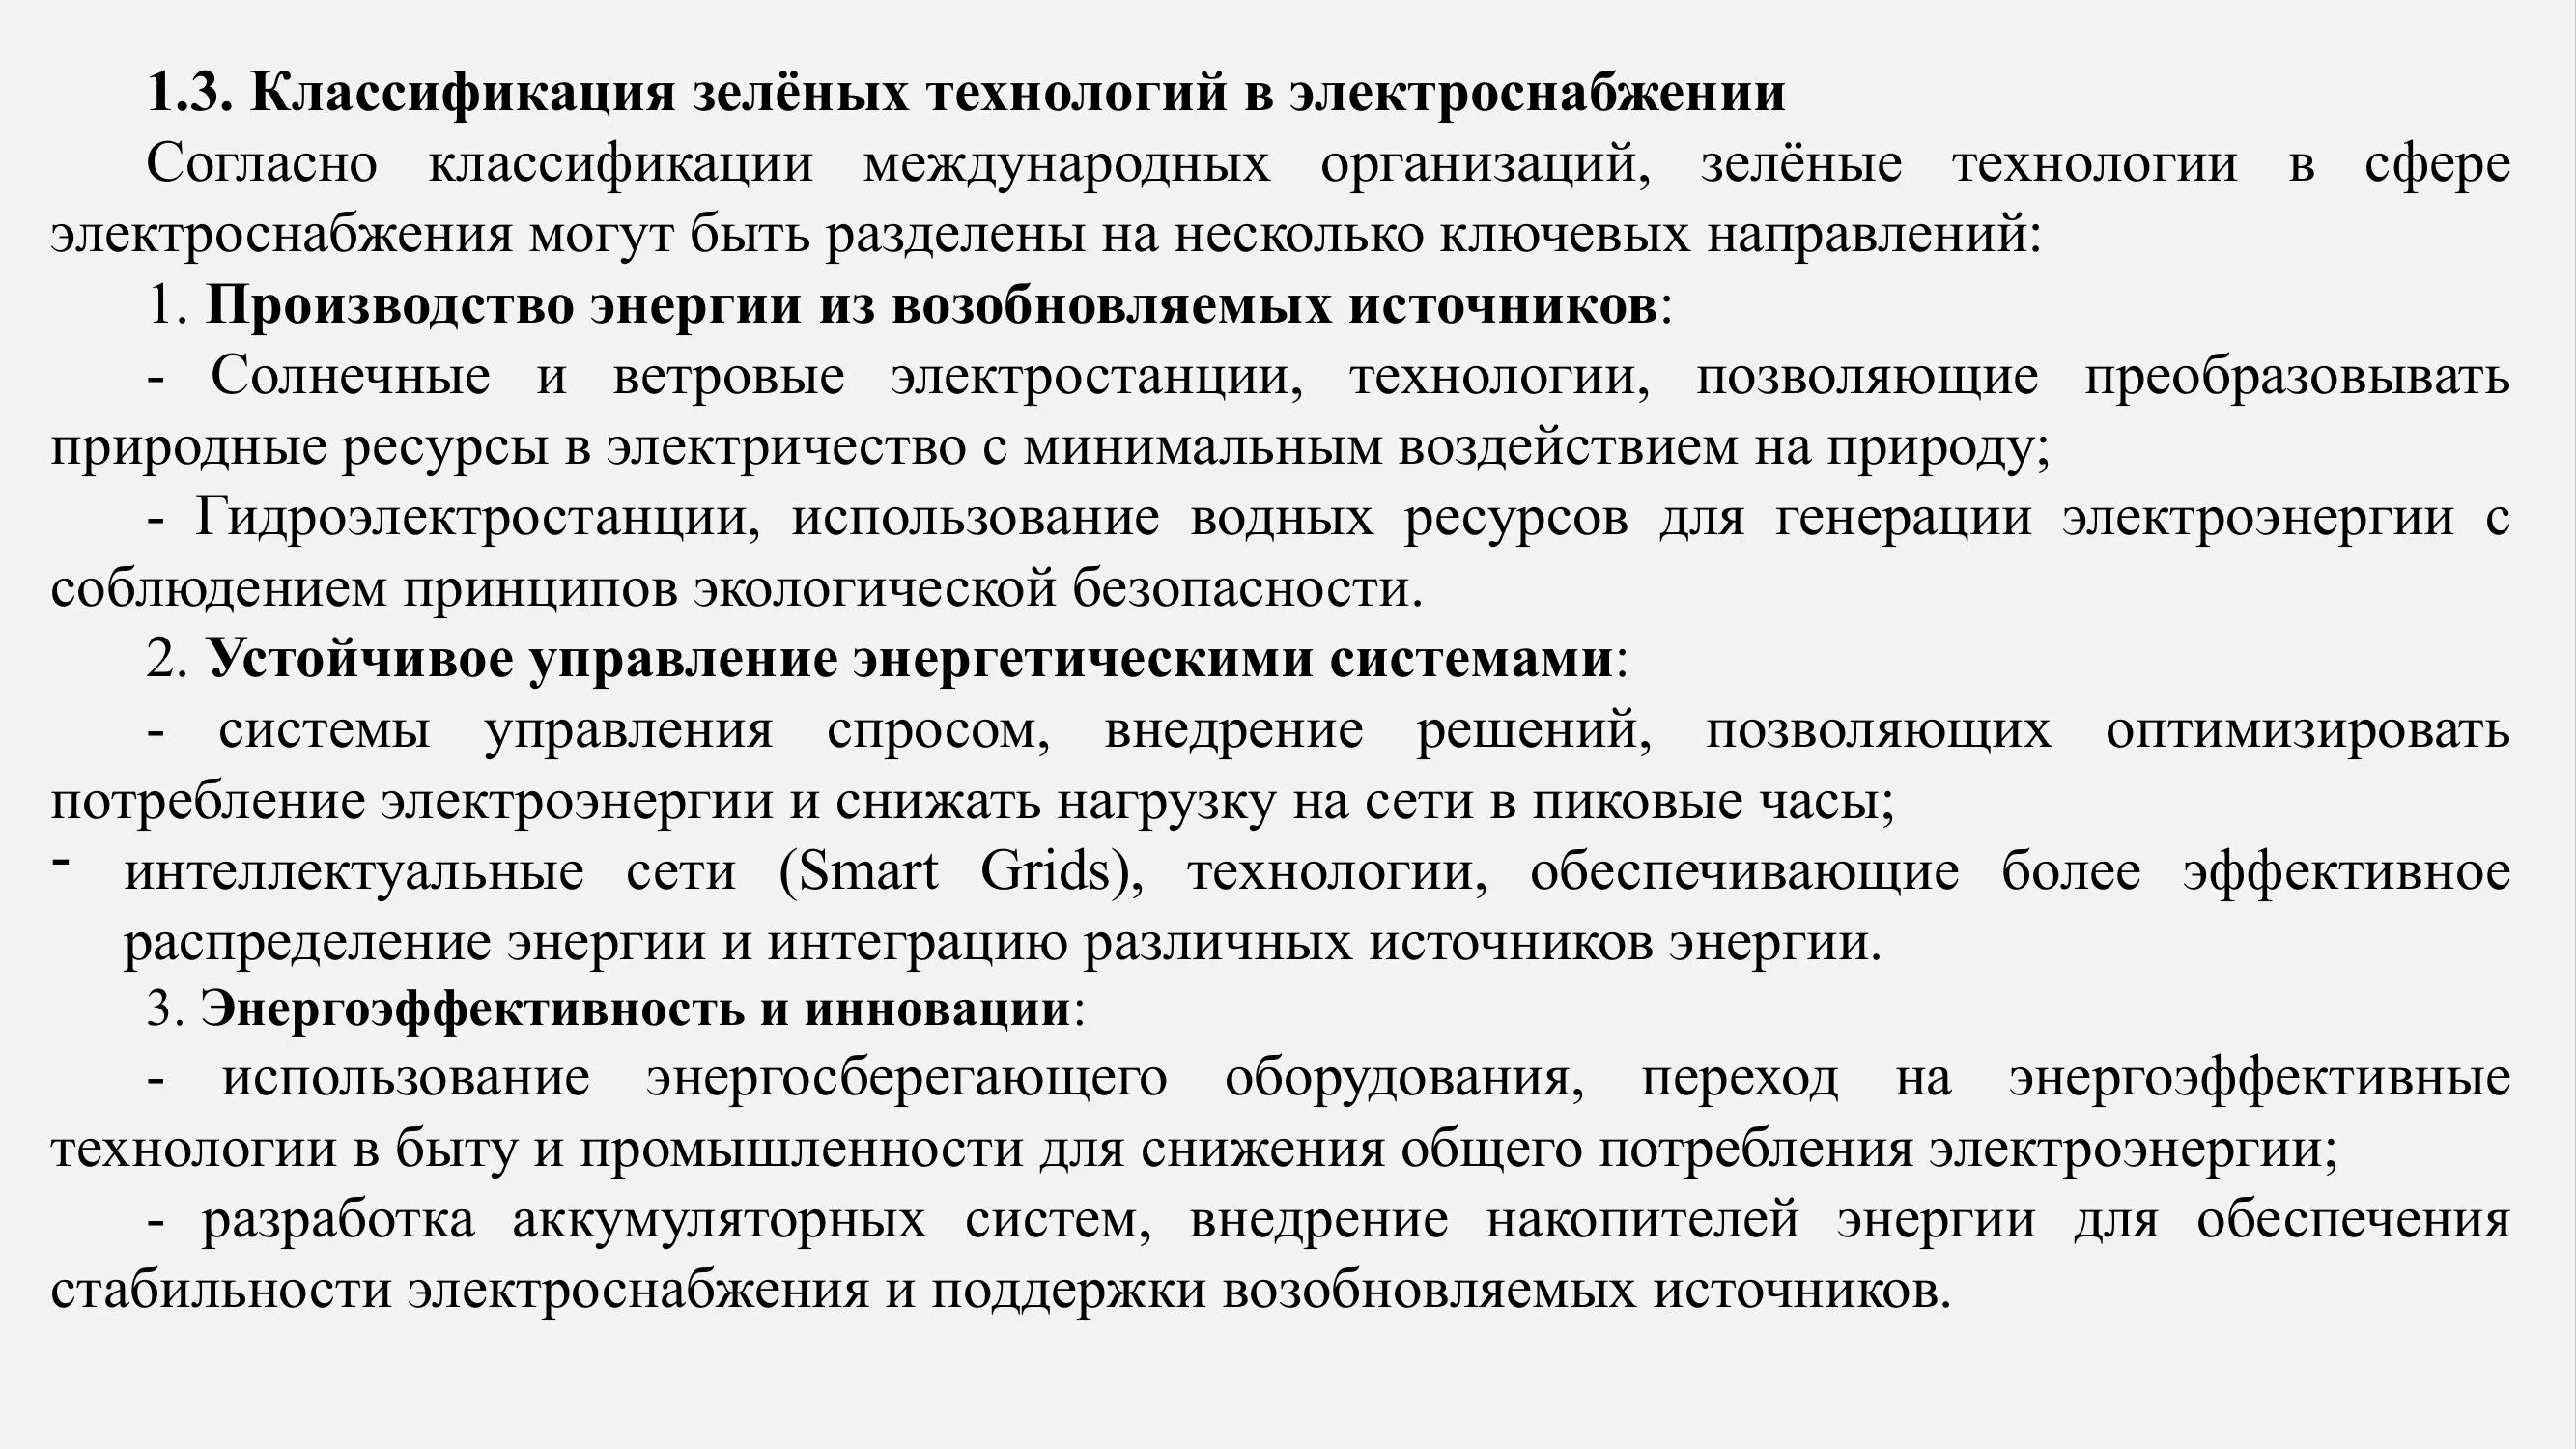 1.3. Классификация зелёных технологий в электроснабжении
Согласно классификации международных организаций, зелёные технологии в сфере
электроснабжения могут быть разделены на несколько ключевых направлений:
1. Производство энергии из возобновляемых источников:
- Солнечные и ветровые электростанции, технологии, позволяющие преобразовывать
природные ресурсы в электричество с минимальным воздействием на природу;
- Гидроэлектростанции, использование водных ресурсов для генерации электроэнергии с
соблюдением принципов экологической безопасности.
2. Устойчивое управление энергетическими системами:
- системы управления спросом, внедрение решений, позволяющих оптимизировать
потребление электроэнергии и снижать нагрузку на сети в пиковые часы;
- интеллектуальные сети (Smart Grids), технологии, обеспечивающие более эффективное
распределение энергии и интеграцию различных источников энергии.
3. Энергоэффективность и инновации:
- использование энергосберегающего оборудования, переход на энергоэффективные
технологии в быту и промышленности для снижения общего потребления электроэнергии;
- разработка аккумуляторных систем, внедрение накопителей энергии для обеспечения
стабильности электроснабжения и поддержки возобновляемых источников.